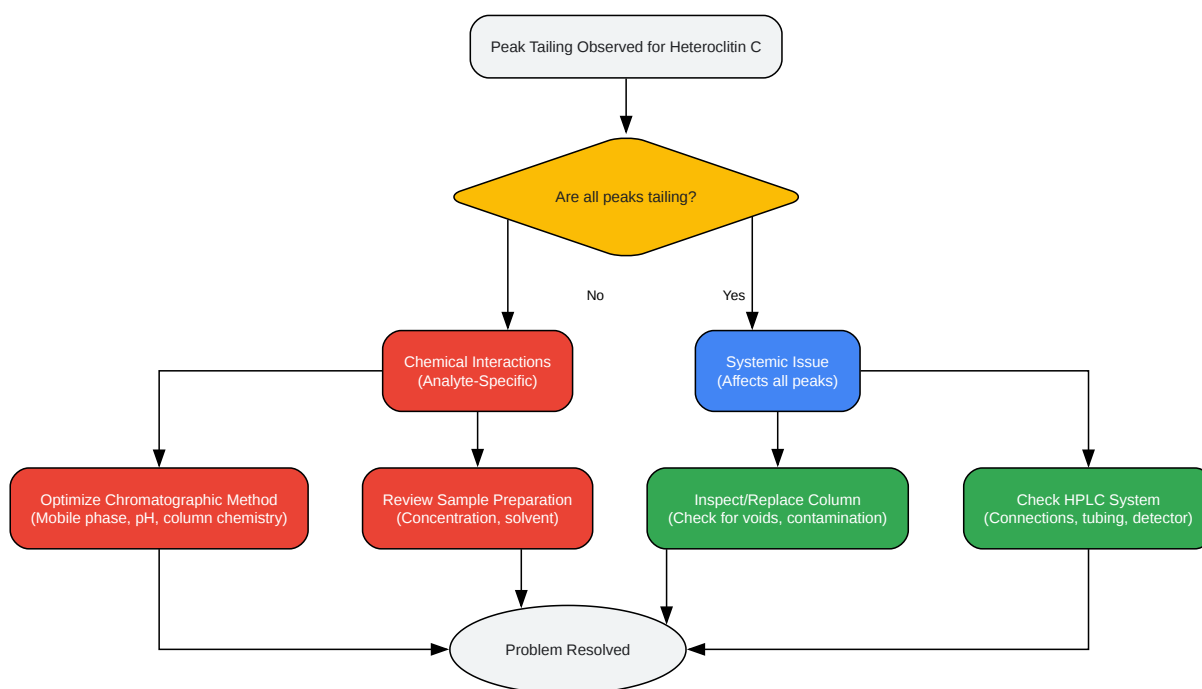 Peak Tailing Observed for Heteroclitin C
Are all peaks tailing?
No
Yes
Chemical Interactions
(Analyte-Specific)
Systemic Issue
(Affects all peaks)
Optimize Chromatographic Method
(Mobile phase, pH, column chemistry)
Review Sample Preparation
(Concentration, solvent)
Inspect/Replace Column
(Check for voids, contamination)
Check HPLC System
(Connections, tubing, detector)
Problem Resolved